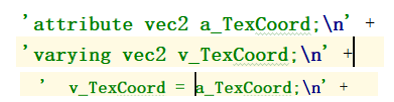 'attribute vec2 a_TexCoord;\n' +
'varying vec2 v_TexCoord;\n' +
'  v_TexCoord = a_TexCoord;\n' +